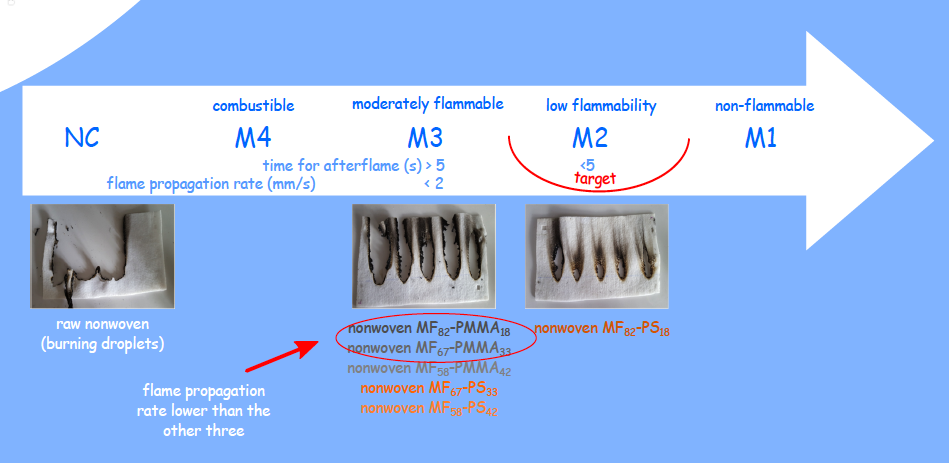 combustible
moderately flammable
low flammability
non-flammable
NC
M4
M3
M2
M1
time for afterflame (s) > 5
<5
flame propagation rate (mm/s)
< 2
target
raw nonwoven
(burning droplets)
nonwoven MF82-PMMA18
nonwoven MF67-PMMA33
nonwoven MF58-PMMA42
nonwoven MF67-PS33
nonwoven MF58-PS42
nonwoven MF82-PS18
flame propagation
rate lower than the
other three